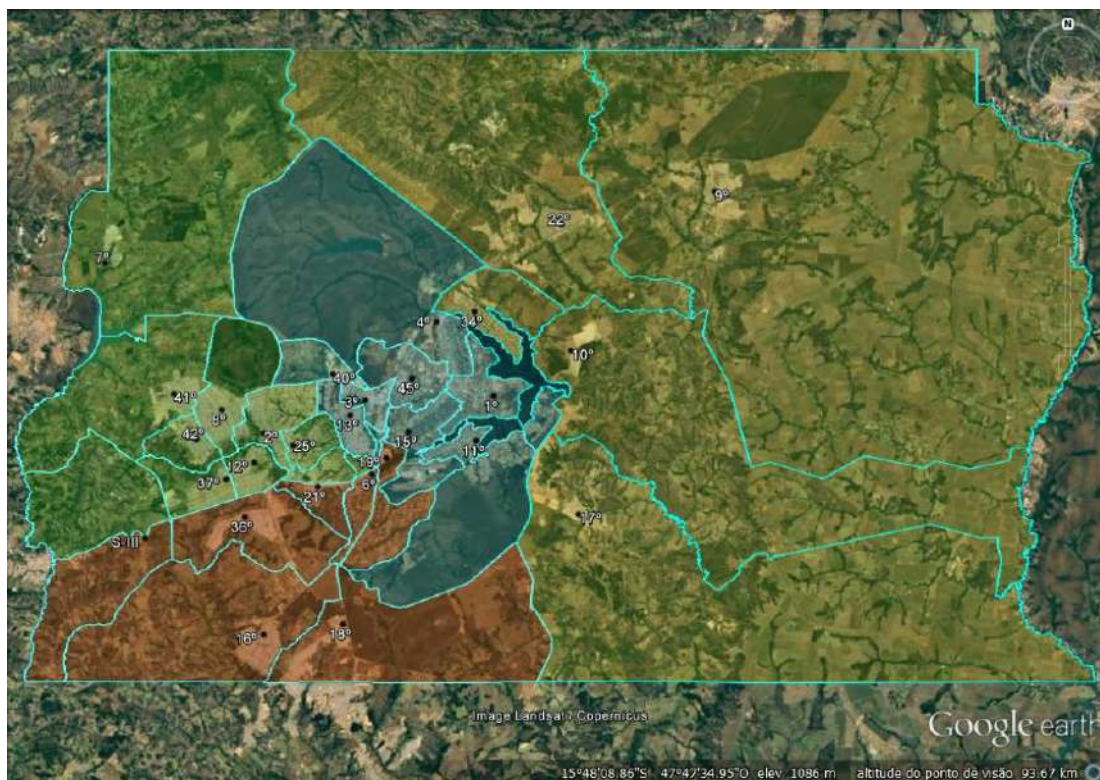 N
9º
22º
7º
4º
34º
10º
40º
45º
41º
3º
1º
8º
13º
42º
2º
25º
15º
11º
12º
19º
37º
6º
21º
36º
17º
S.III
16º
18º
Image Landsat / Copernicus
Google earth
15°48'08.86"S 47°47'34.95"O elev 1086 m altitude do ponto de visão 93.67 km